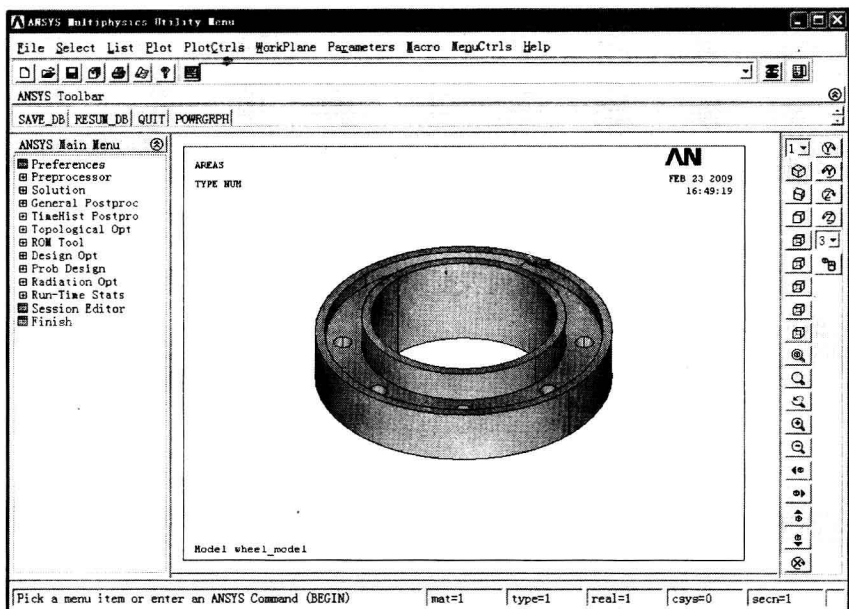 ANSYS Multiphysics Utility Menu
File Select List Plot PlotCtrls WorkPlane Parameters Macro MenuCtrls Help
ANSYS Toolbar
SAVE_DB RESUM_DB QUIT POWRGRPH
ANSYS Main Menu
Preferences
Preprocessor
Solution
General Postproc
TimeHist Postpro
Topological Opt
ROM Tool
Design Opt
Prob Design
Radiation Opt
Run-Time Stats
Session Editor
Finish
AREAS
TYPE NUM
AN
FEB 23 2009
16:49:19
Model wheel_model
1
3
Pick a menu item or enter an ANSYS Command (BEGIN) mat=1 type=1 real=1 csys=0 secn=1